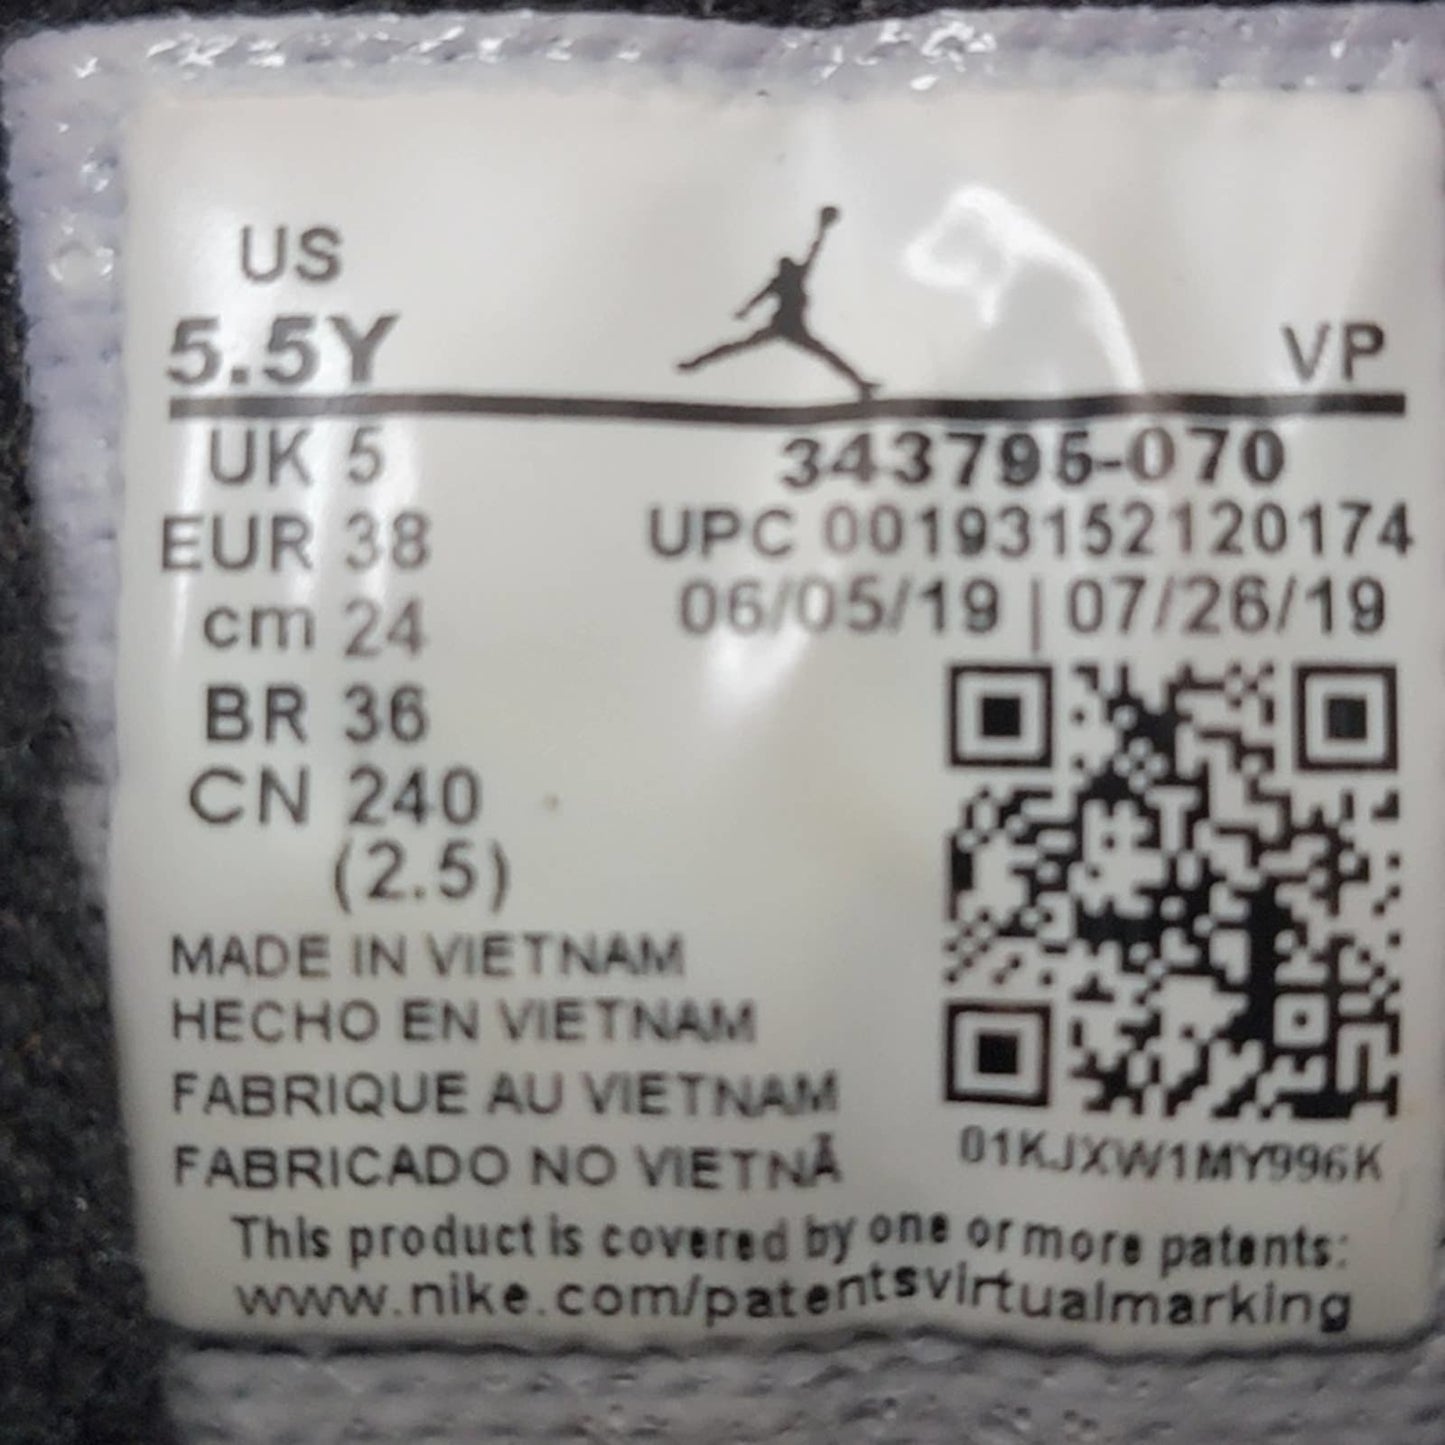 US
5.5Y
VP
UK 5
343795-070
EUR 38
UPC 00193152120174
cm 24
06/05/19 | 07/26/19
BR 36
CN 240
(2.5)
MADE IN VIETNAM
HECHO EN VIETNAM
FABRIQUE AU VIETNAM
FABRICADO NO VIETNÃ
01KJXW1MY996K
This product is covered by one or more patents:
www.nike.com/patentsvirtualmarking